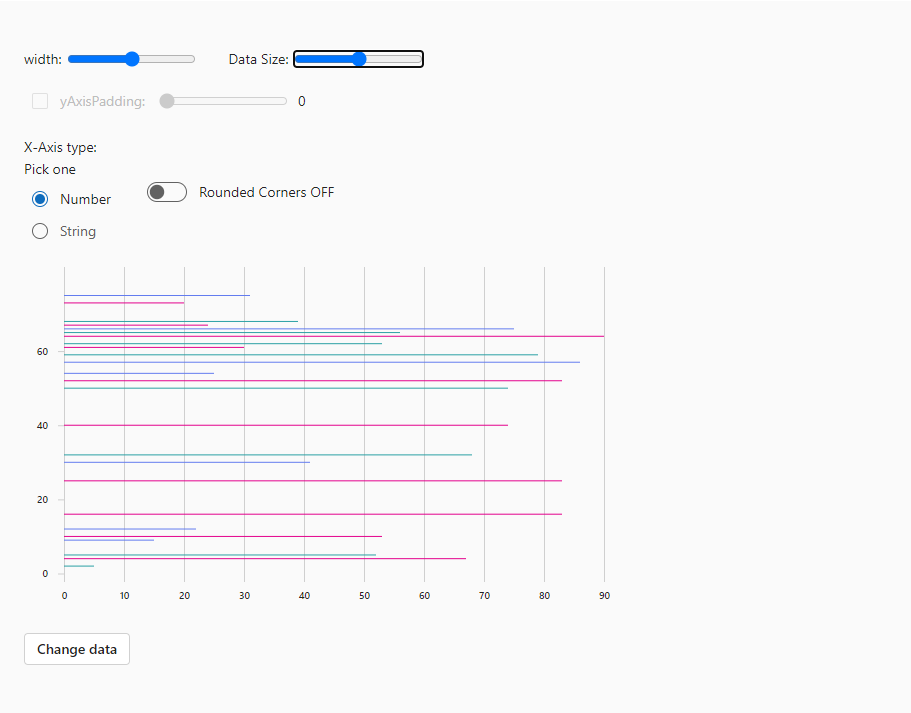 width: Data Size:
yAxisPadding: 0
X-Axis type:
Pick one
Number
Rounded Corners OFF
String
60
40
20
0
0 10 20 30 40 50 60 70 80 90
Change data